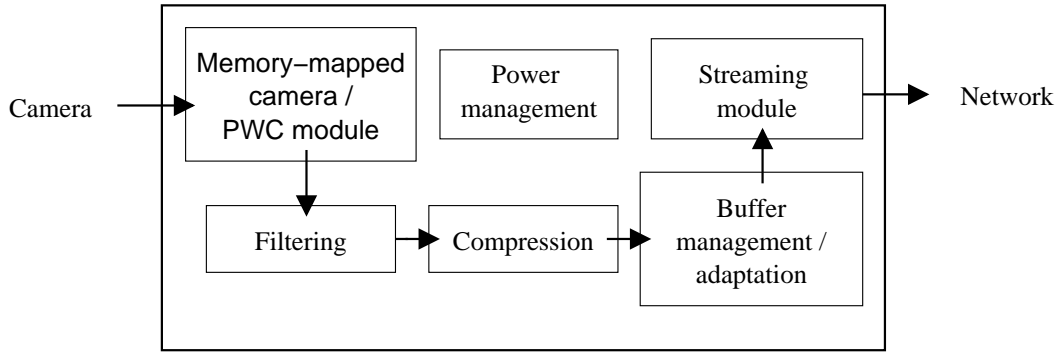 Camera
Memory−mapped
camera /
PWC module
Power
management
Streaming
module
Network
Filtering
Compression
Buffer
management /
adaptation